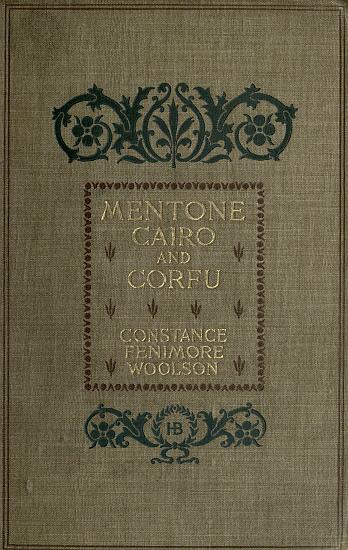 MENTONE
CAIRO
AND
CORFU
CONSTANCE
FENIMORE
WOOLSON
HB